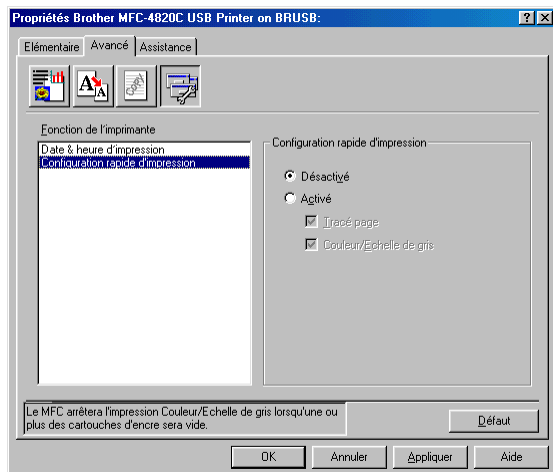 Propriétés Brother MFC-4820C USB Printer on BRUSB:
Elémentaire Avancé Assistance
Fonction de l'imprimante
Date & heure d'impression
Configuration rapide d'impression
Configuration rapide d'impression
Désactivé
Activé
Tracé page
Couleur/Echelle de gris
Le MFC arrêtera l'impression Couleur/Echelle de gris lorsqu'une ou
plus des cartouches d'encre sera vide.
Défaut
OK Annuler Appliquer Aide